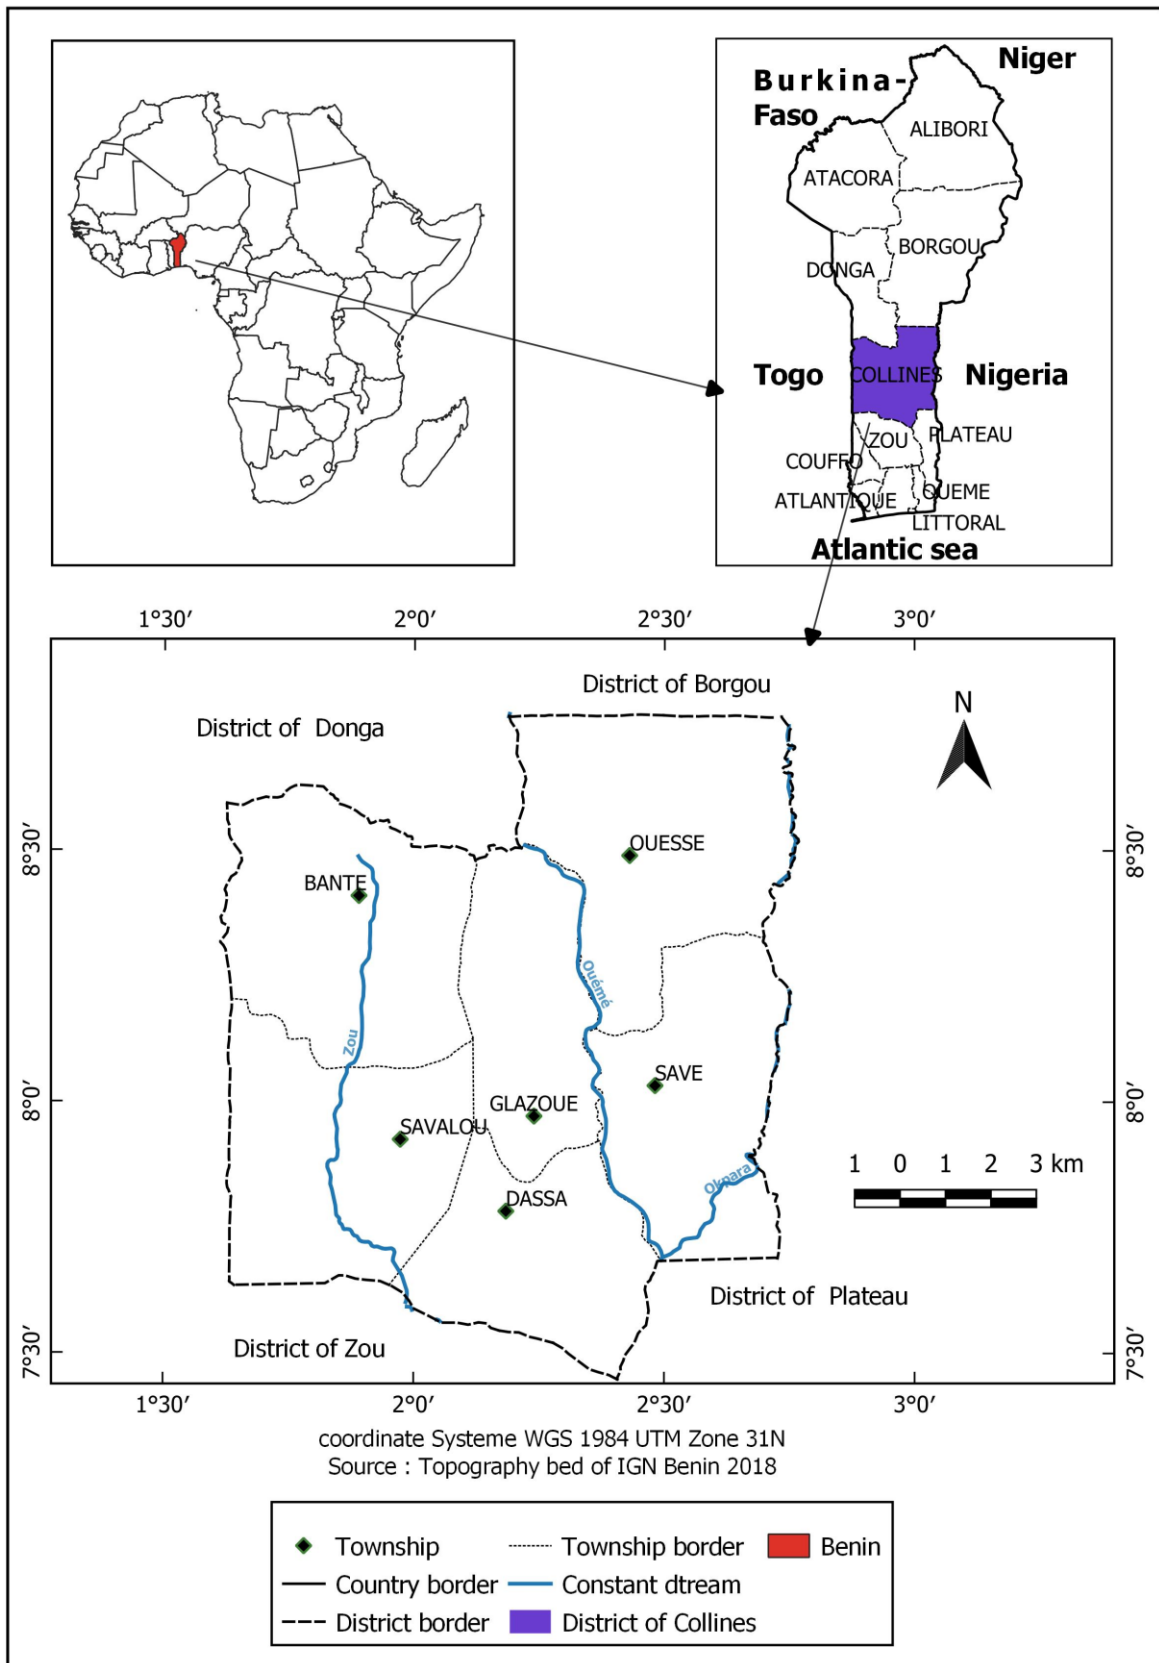 Niger
Burkina-
Faso
ALIBORI
ATACORA
BORGOU
DONGA
Togo
COLLINES
Nigeria
ZOU
PLATEAU
COUFFO
ATLANTIQUE
QUEME
LITTORAL
Atlantic sea
1°30′ 2°0′ 2°30′ 3°0′
District of Borgou
District of Donga
N
8°30′
8°30′
OUESSE
BANTE
Ouémé
Zou
SAVE
8°0′
8°0′
GLAZOUE
SAVALOU
Okpara
1 0 1 2 3 km
DASSA
District of Plateau
District of Zou
7°30′
7°30′
1°30′ 2°0′ 2°30′ 3°0′
coordinate Systeme WGS 1984 UTM Zone 31N
Source : Topography bed of IGN Benin 2018
Township Township border Benin
Country border Constant dtream
District border District of Collines